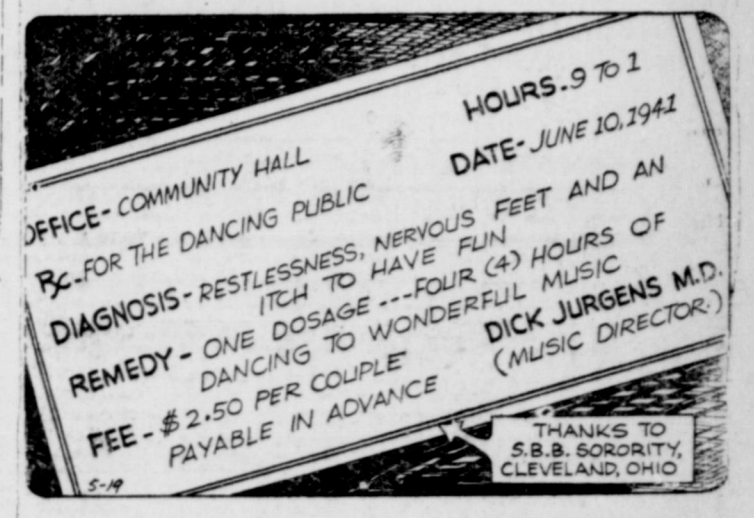 HOURS-9 TO 1
OFFICE-COMMUNITY HALL
DATE-JUNE 10, 1941
Rx-FOR THE DANCING PUBLIC
DIAGNOSIS-RESTLESSNESS, NERVOUS FEET AND AN
ITCH TO HAVE FUN
REMEDY - ONE DOSAGE ---FOUR (4) HOURS OF
DANCING TO WONDERFUL MUSIC
FEE-$2.50 PER COUPLE
PAYABLE IN ADVANCE
DICK JURGENS M.D.
(MUSIC DIRECTOR.)
THANKS TO
S.B.B. SORORITY,
CLEVELAND, OHIO
5-19